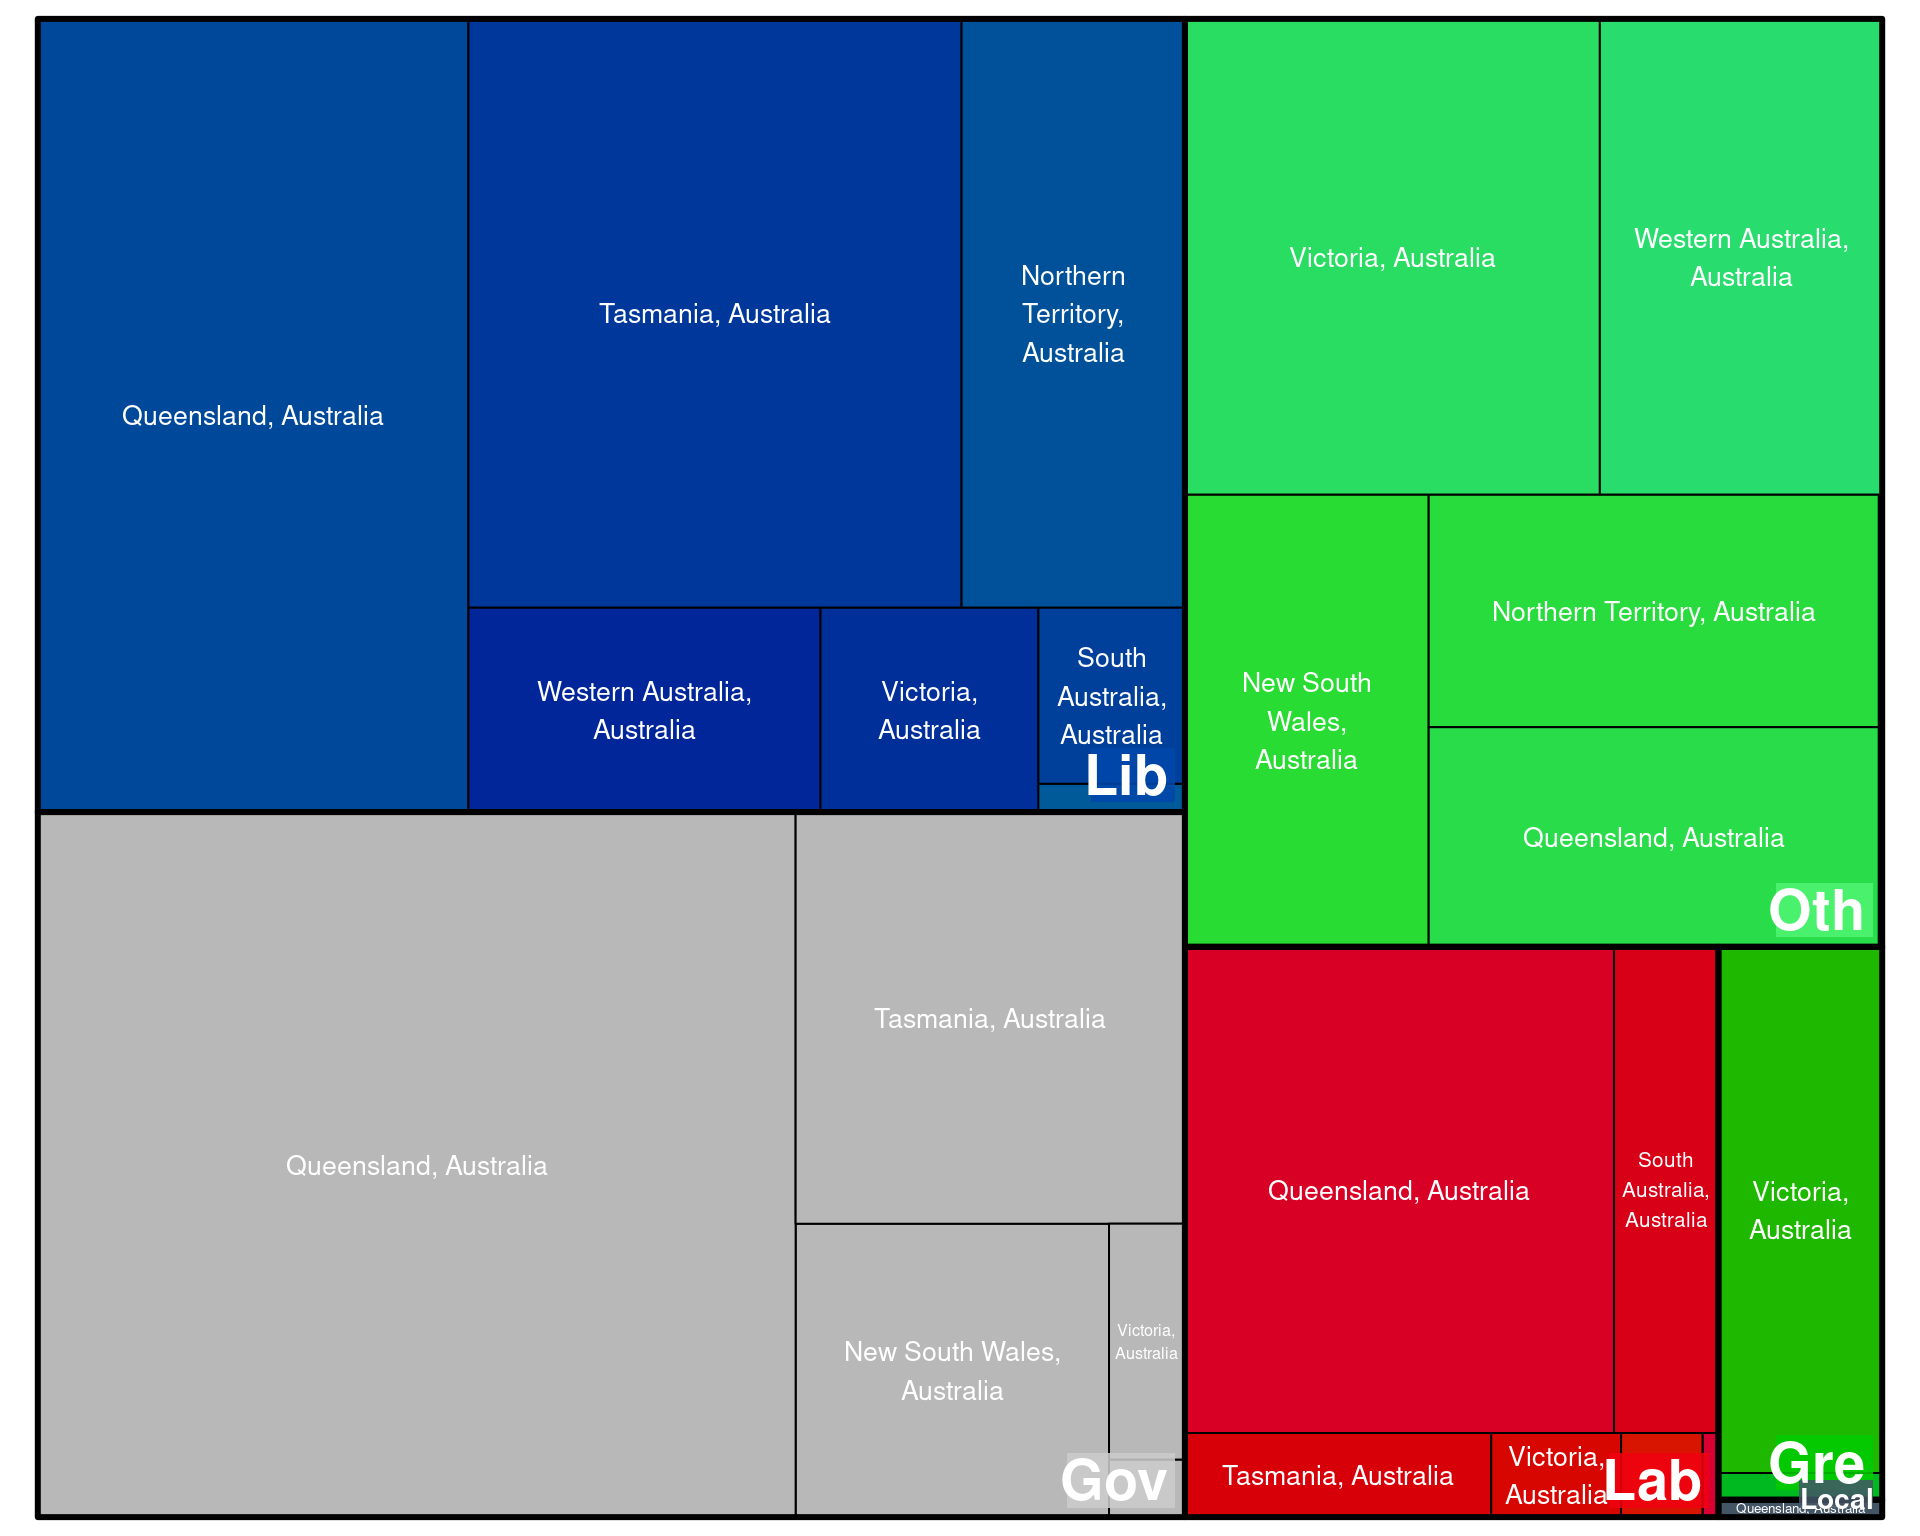 Queensland, Australia
Tasmania, Australia
Northern
Territory,
Australia
Western Australia,
Australia
Victoria,
Australia
South
Australia,
Australia
Lib
Victoria, Australia
Western Australia,
Australia
New South
Wales,
Australia
Northern Territory, Australia
Queensland, Australia
Oth
Queensland, Australia
Tasmania, Australia
New South Wales,
Australia
Victoria,
Australia
Gov
Queensland, Australia
South
Australia,
Australia
Tasmania, Australia
Victoria,
Australia
Lab
Victoria,
Australia
Gre
Queensland, Australia
Local